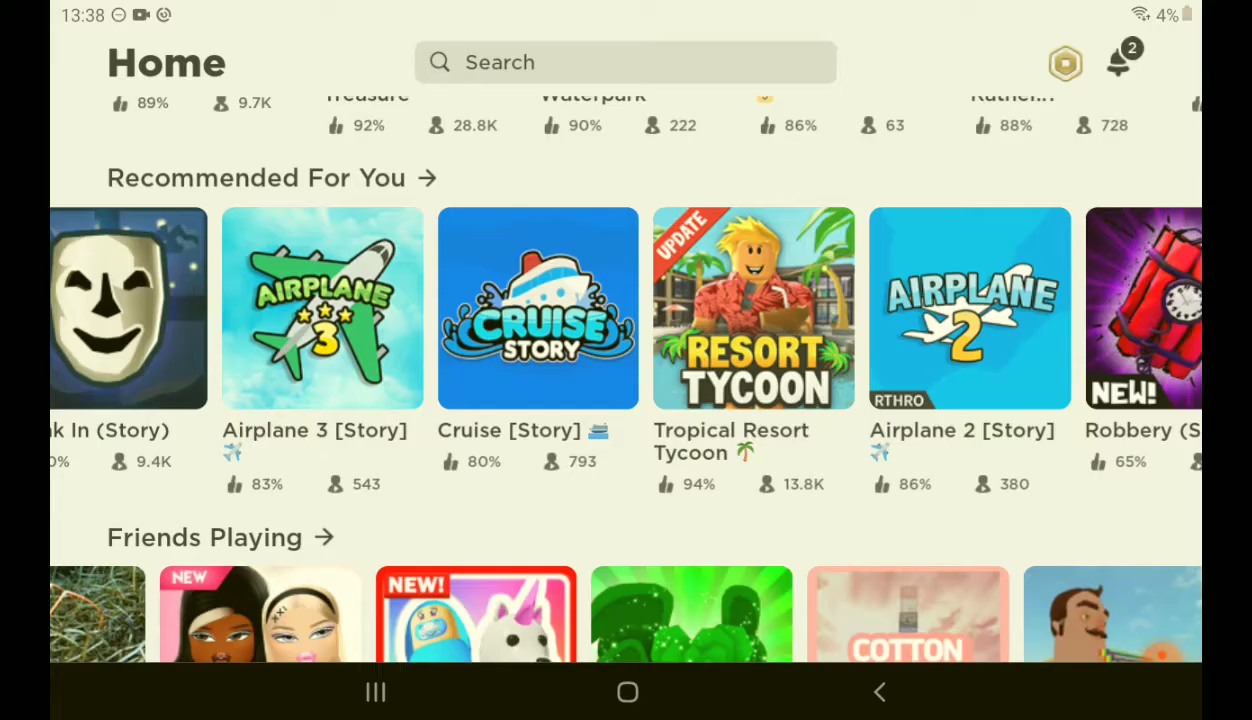 13:38
4%
Home
Search
2
89% 9.7K
Treasure
92% 28.8K
Waterpark
90% 222
86% 63
88% 728
Recommended For You →
k In (Story)
0% 9.4K
AIRPLANE
3
Airplane 3 [Story]
✈️
83% 543
CRUISE
STORY
Cruise [Story] 🚢
80% 793
UPDATE
RESORT
TYCOON
Tropical Resort
Tycoon 🌴
94% 13.8K
AIRPLANE
2
RTHRO
Airplane 2 [Story]
✈️
86% 380
NEW!
Robbery (S
65%
Friends Playing →
NEW
NEW!
COTTON